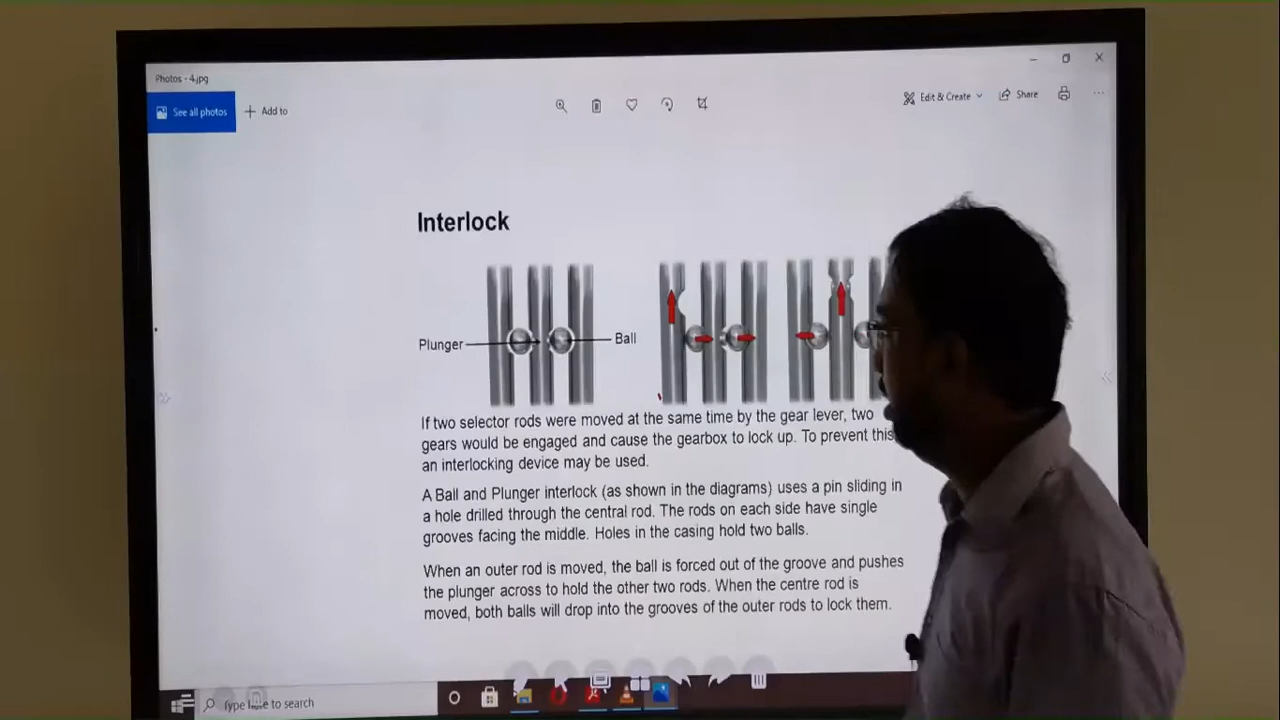 Photos - 4.jpg
See all photos
Add to
Edit & Create
Share
Interlock
Plunger
Ball
If two selector rods were moved at the same time by the gear lever, two
gears would be engaged and cause the gearbox to lock up. To prevent this
an interlocking device may be used.
A Ball and Plunger interlock (as shown in the diagrams) uses a pin sliding in
a hole drilled through the central rod. The rods on each side have single
grooves facing the middle. Holes in the casing hold two balls.
When an outer rod is moved, the ball is forced out of the groove and pushes
the plunger across to hold the other two rods. When the centre rod is
moved, both balls will drop into the grooves of the outer rods to lock them.
Type here to search